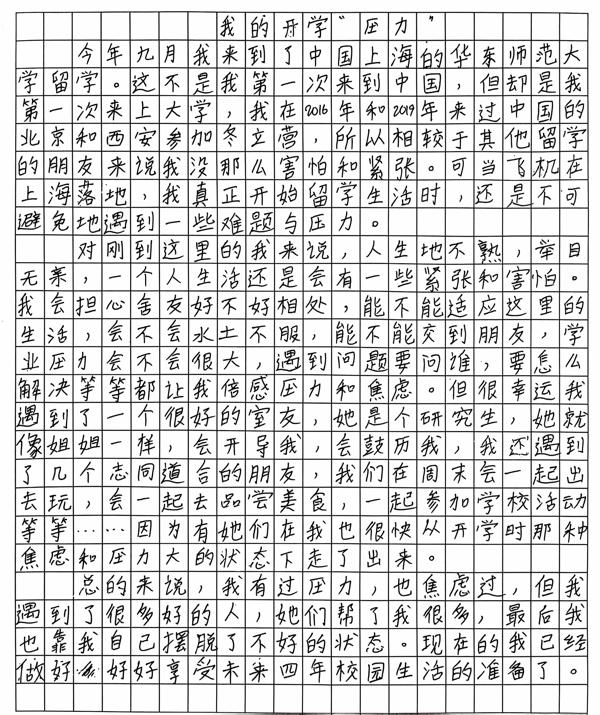 我的开学“压力”
今年九月我来到了中国上海的华东师范大
学留学。这不是我第一次来到中国，但却是我
第一次来上大学，我在2016年和2019年来过中国的
北京和西安参加冬立营，所以相较于其他留学
的朋友来说我没那么害怕和紧张。可当飞机在
上海落地，我真正开始留学生活时，还是不可
避免地遇到一些难题与压力。
对刚到这里的我来说，人生地不熟，举目
无亲，一个人生活还是会有一些紧张和害怕。
我会担心舍友好不好相处，能不能适应这里的
生活，会不会水土不服，能不能交到朋友，学
业压力会不会很大，遇到问题要问谁，要怎么
解决等等都让我倍感压力和焦虑。但很幸运我
遇到了一个很好的室友，她是个研究生，她就
像姐姐一样，会开导我，会鼓历我，我还遇到
了几个志同道合的朋友，我们在周末会一起出
去玩，会一起去品尝美食，一起参加学校活动
等等……因为有她们在我也很快从开学时那种
焦虑和压力大的状态下走了出来。
总的来说，我有过压力，也焦虑过，但我
遇到了很多好的人，她们帮了我很多，最后我
也靠我自己摆脱了不好的状态。现在的我已经
做好好好享受未来四年校园生活的准备了。